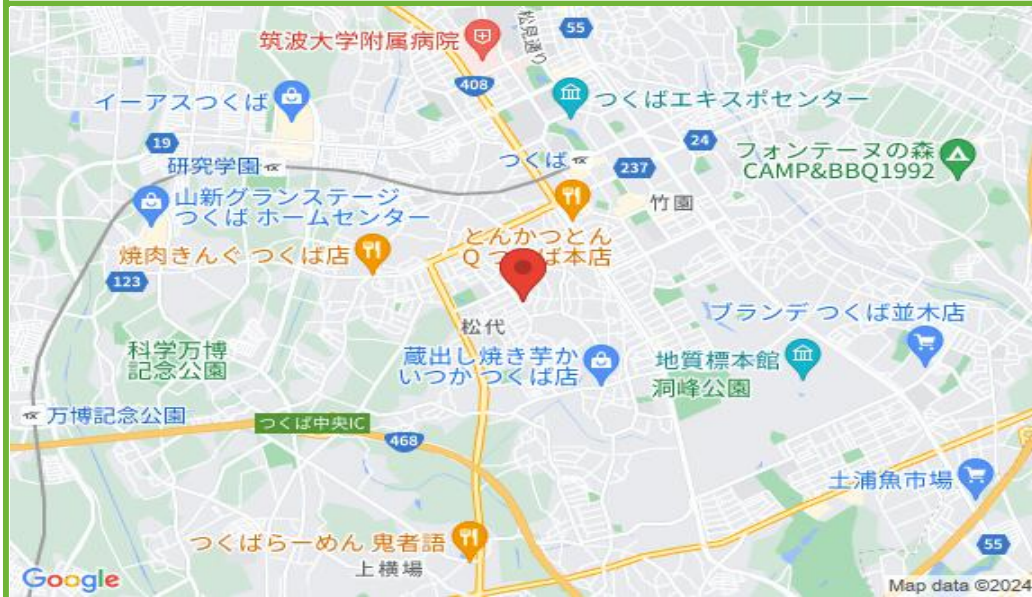 筑波大学附属病院
松見通り
55
408
イーアスつくば
つくばエキスポセンター
19
24
研究学園
つくば
237
フォンテーヌの森
CAMP&BBQ1992
山新グランステージ
つくば ホームセンター
竹園
焼肉きんぐ つくば店
とんかつとん
Q つくば本店
123
ブランデ つくば並木店
松代
科学万博
記念公園
蔵出し焼き芋か
いつか つくば店
地質標本館
洞峰公園
万博記念公園
つくば中央IC
468
土浦魚市場
つくばらーめん 鬼者語
上横場
55
Google
Map data ©2024